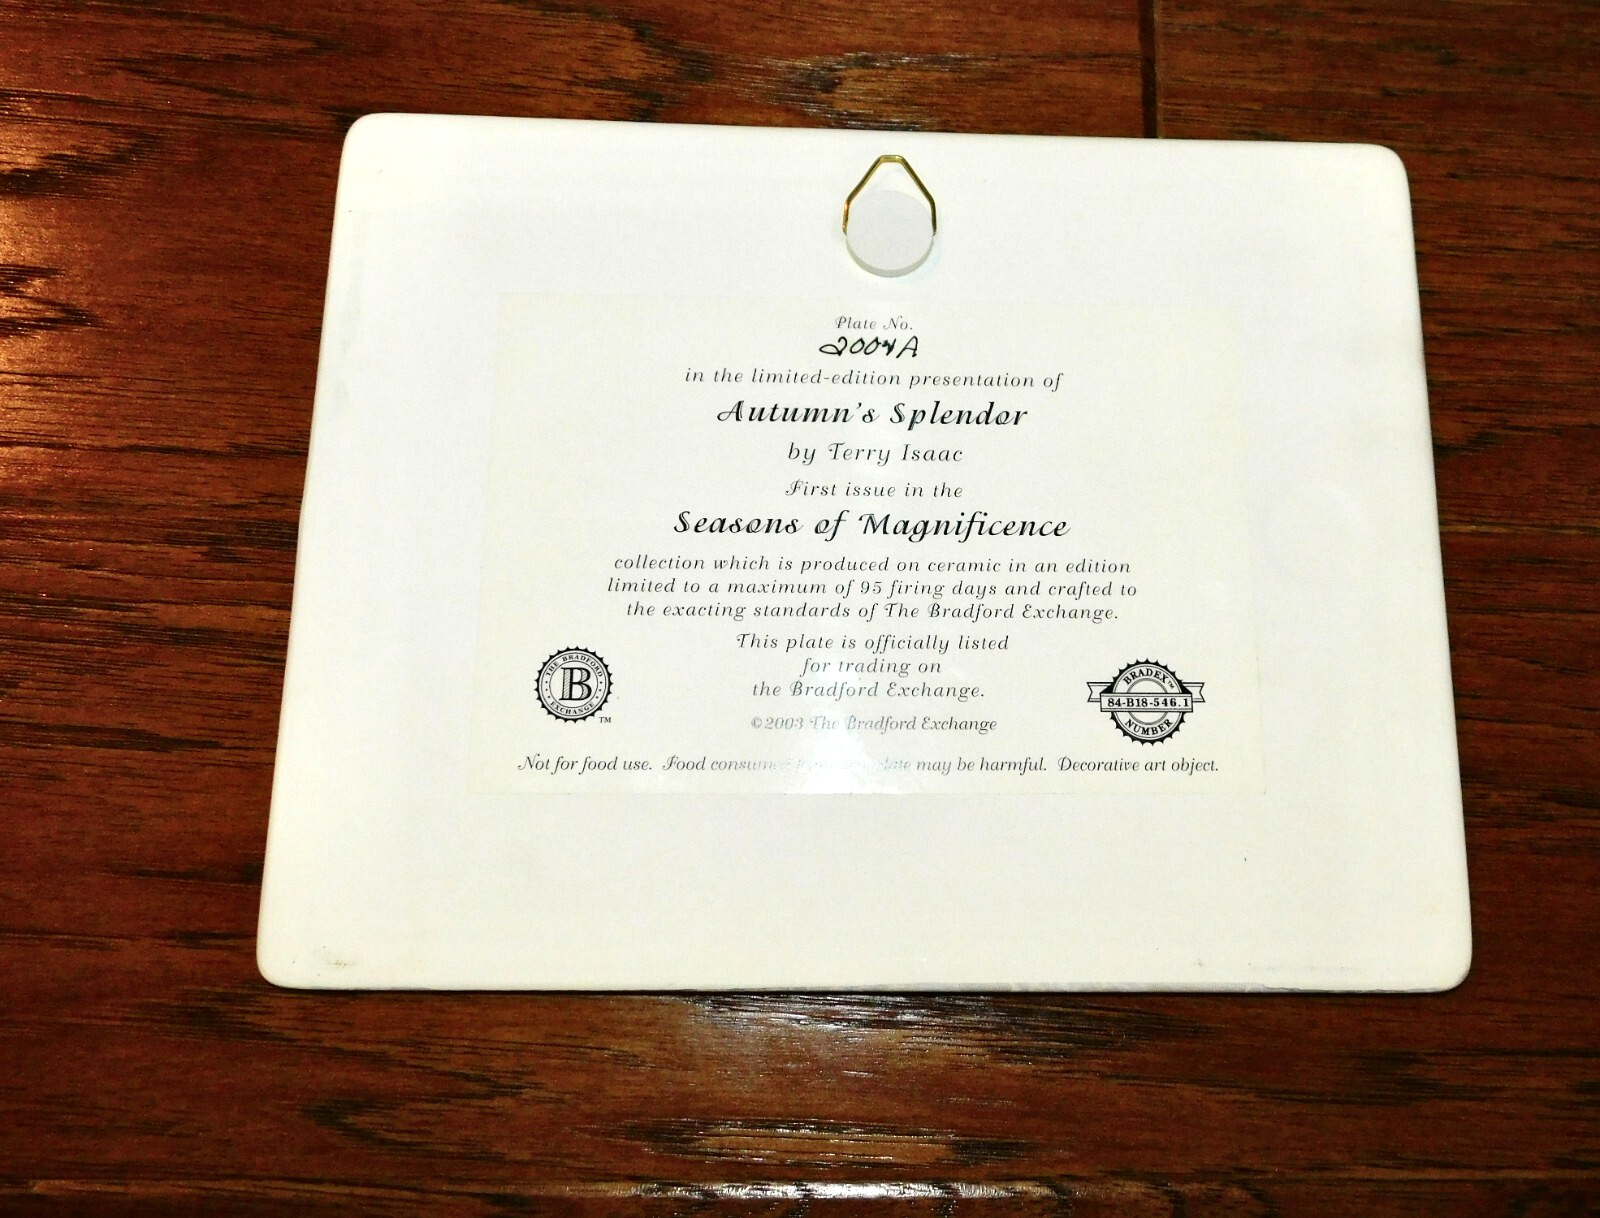 Plate No.
2004A
in the limited-edition presentation of
Autumn's Splendor
by Terry Isaac
First issue in the
Seasons of Magnificence
collection which is produced on ceramic in an edition
limited to a maximum of 95 firing days and crafted to
the exacting standards of The Bradford Exchange.
This plate is officially listed
for trading on
the Bradford Exchange.
©2003 The Bradford Exchange
THE BRADFORD
B
EXCHANGE
TM
BRADEX™
84-B18-546.1
NUMBER
Not for food use. Food consumed plate may be harmful. Decorative art object.